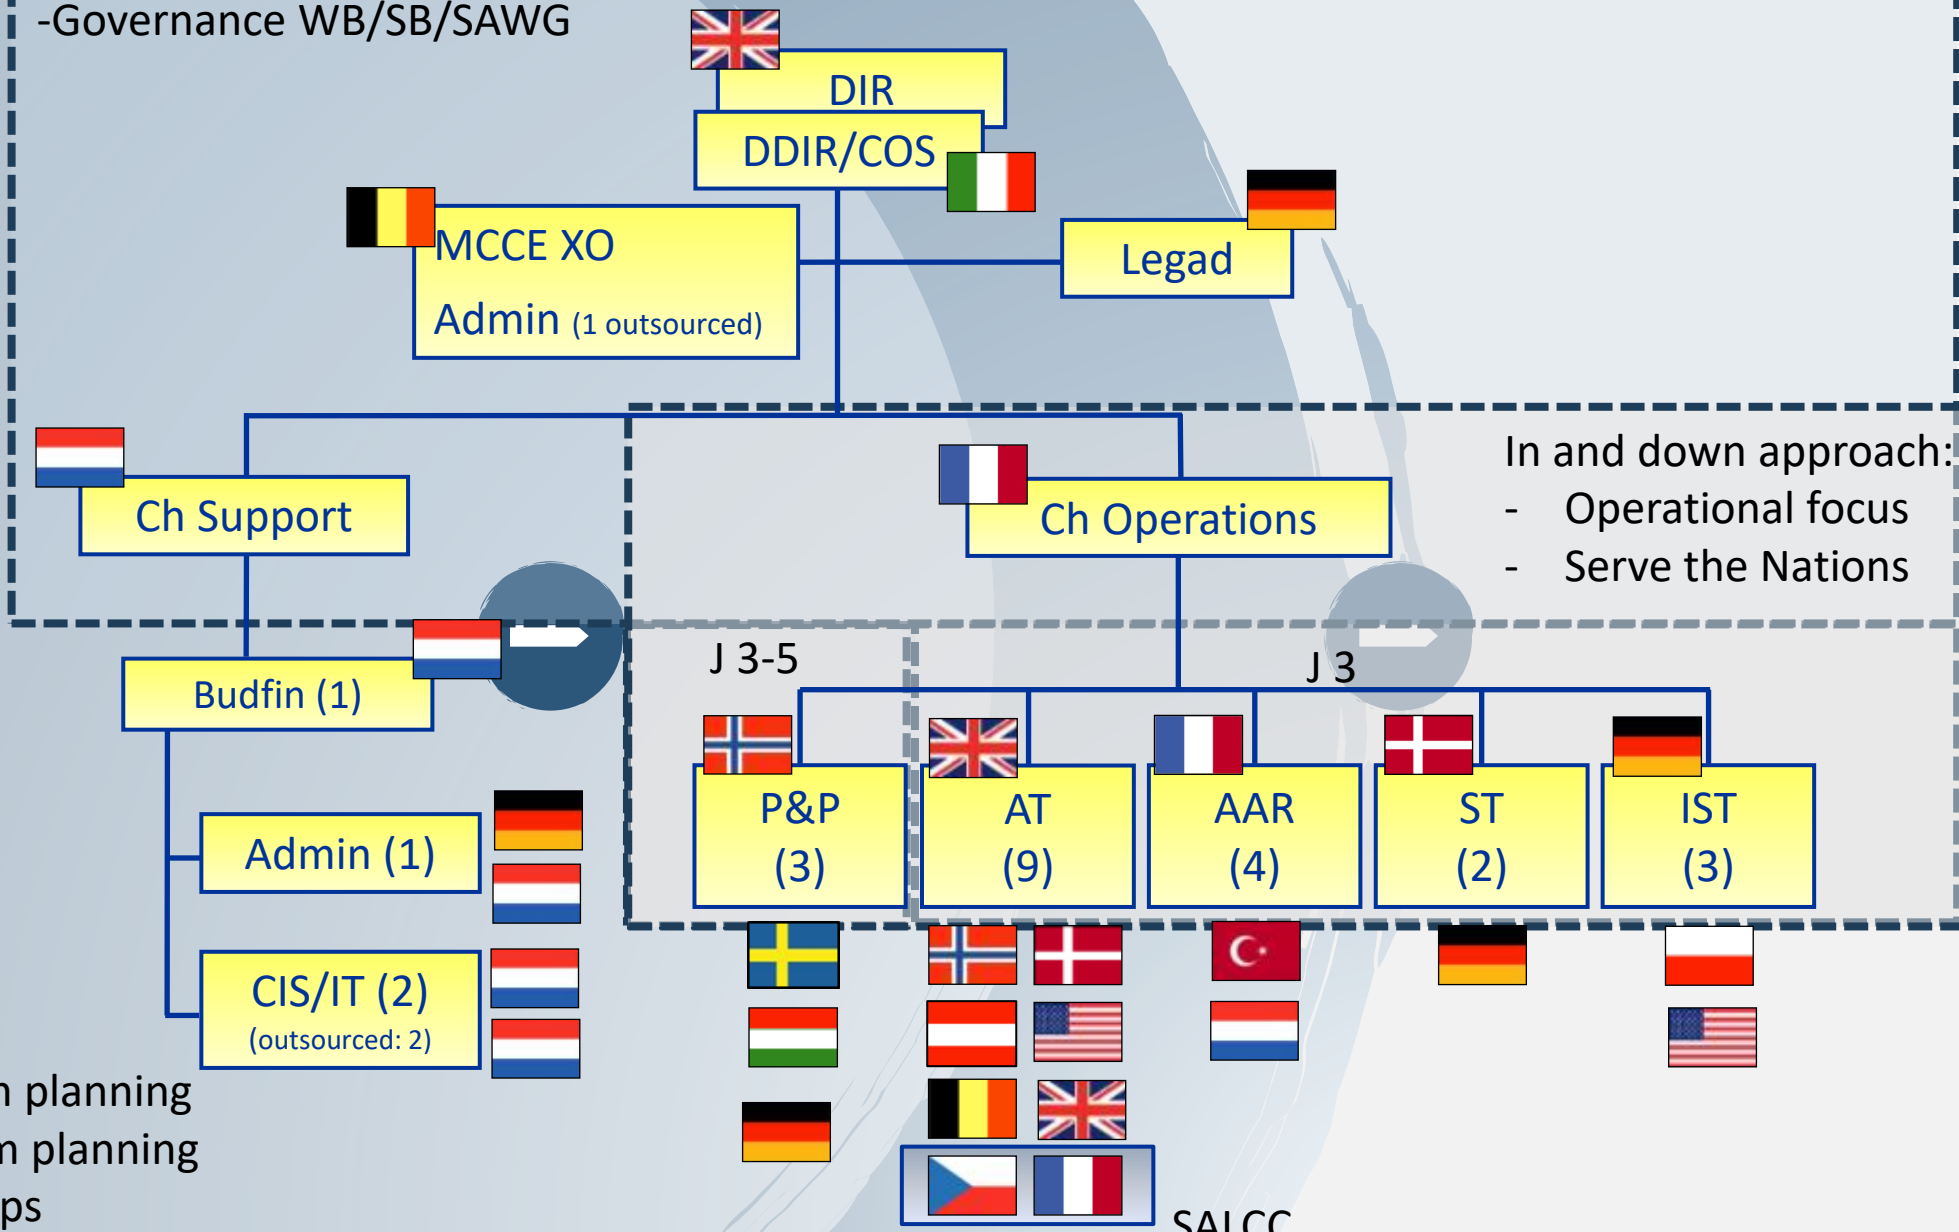 -Governance WB/SB/SAWG
DIR
DDIR/COS
MCCE XO
Admin (1 outsourced)
Legad
Ch Support
Ch Operations
In and down approach:
- Operational focus
- Serve the Nations
Budfin (1)
J 3-5
J 3
P&P
(3)
AT
(9)
AAR
(4)
ST
(2)
IST
(3)
Admin (1)
CIS/IT (2)
(outsourced: 2)
planning
planning
SALCC